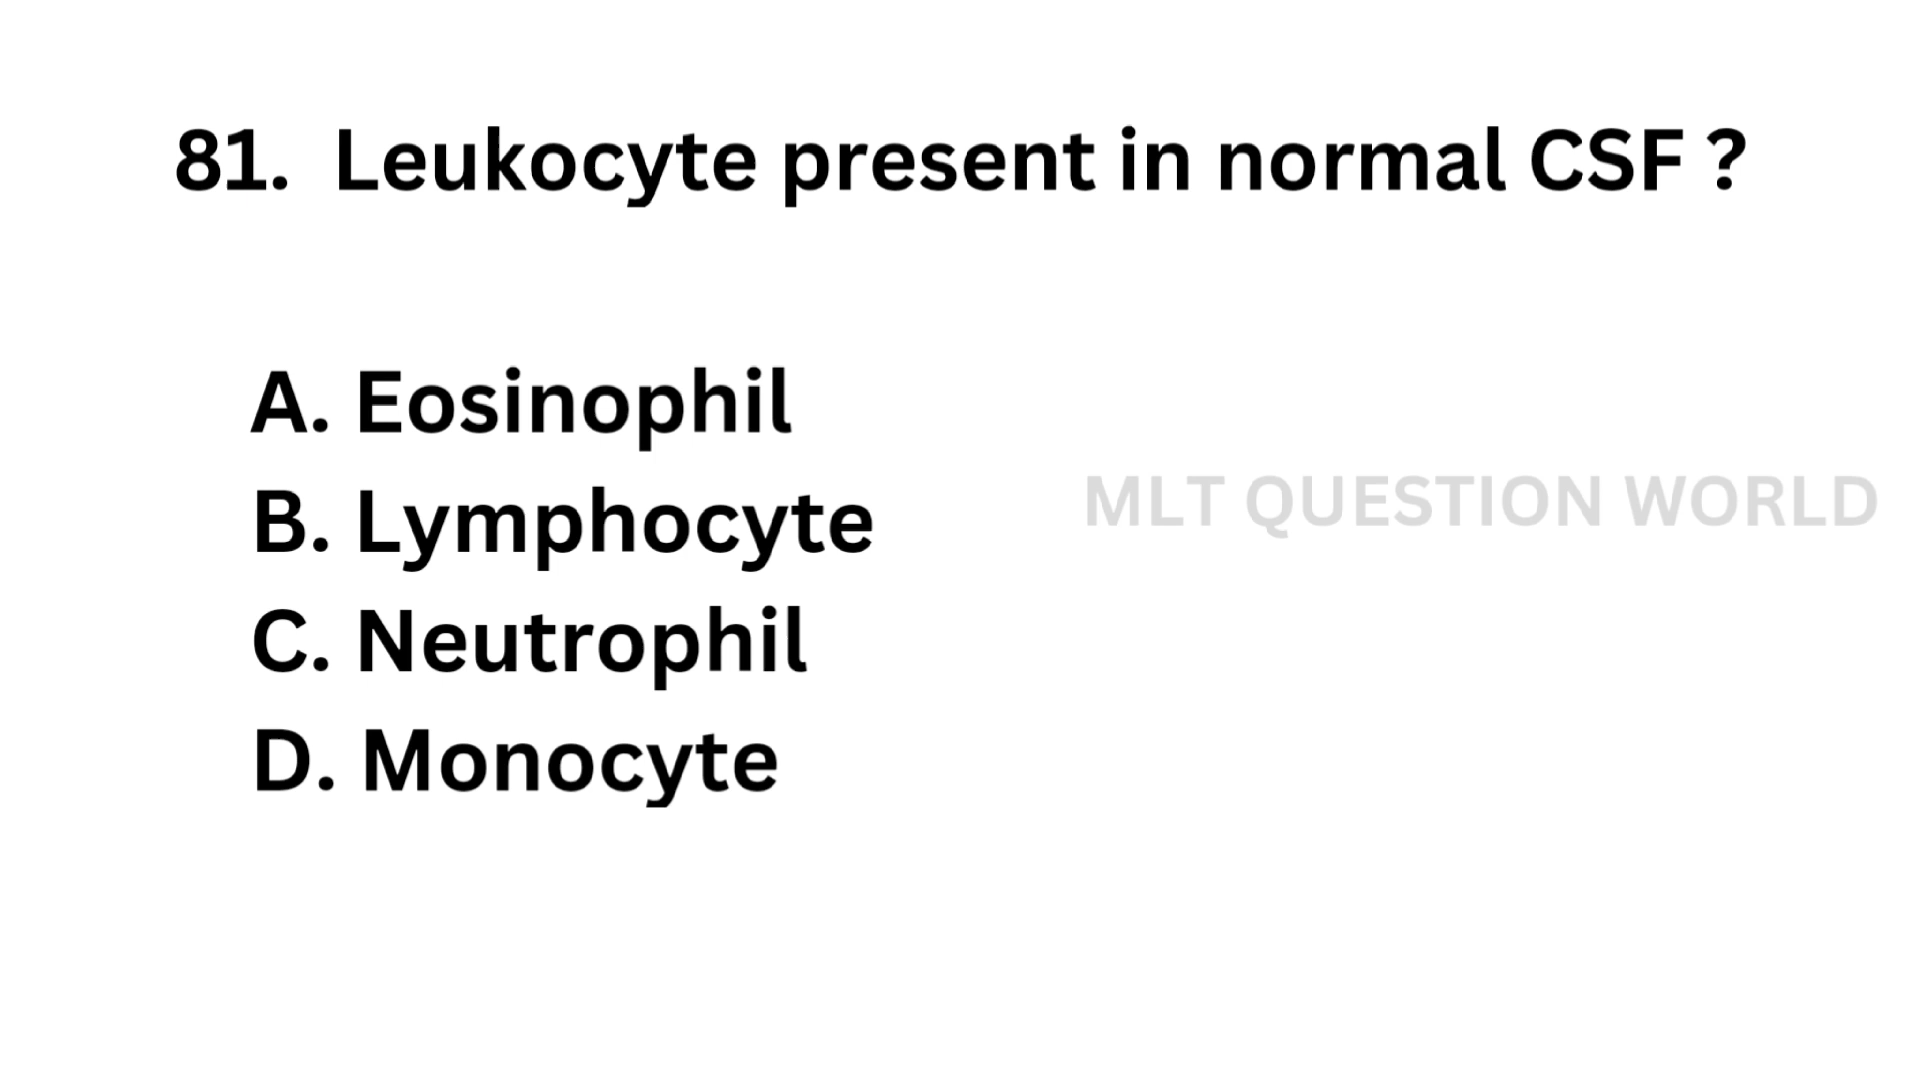 81. Leukocyte present in normal CSF ?
A. Eosinophil
B. Lymphocyte
MLT QUESTION WORLD
C. Neutrophil
D. Monocyte